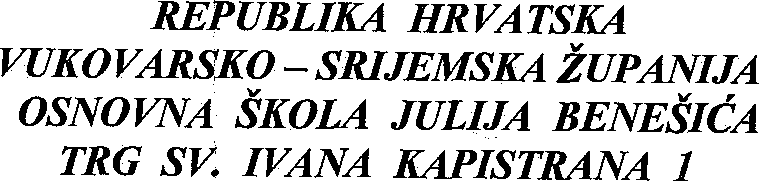 REPUBLIKA HRVATSKA
VUKOVARSKO – SRIJEMSKA ŽUPANIJA
OSNOVNA ŠKOLA JULIJA BENEŠIĆA
TRG SV. IVANA KAPISTRANA 1